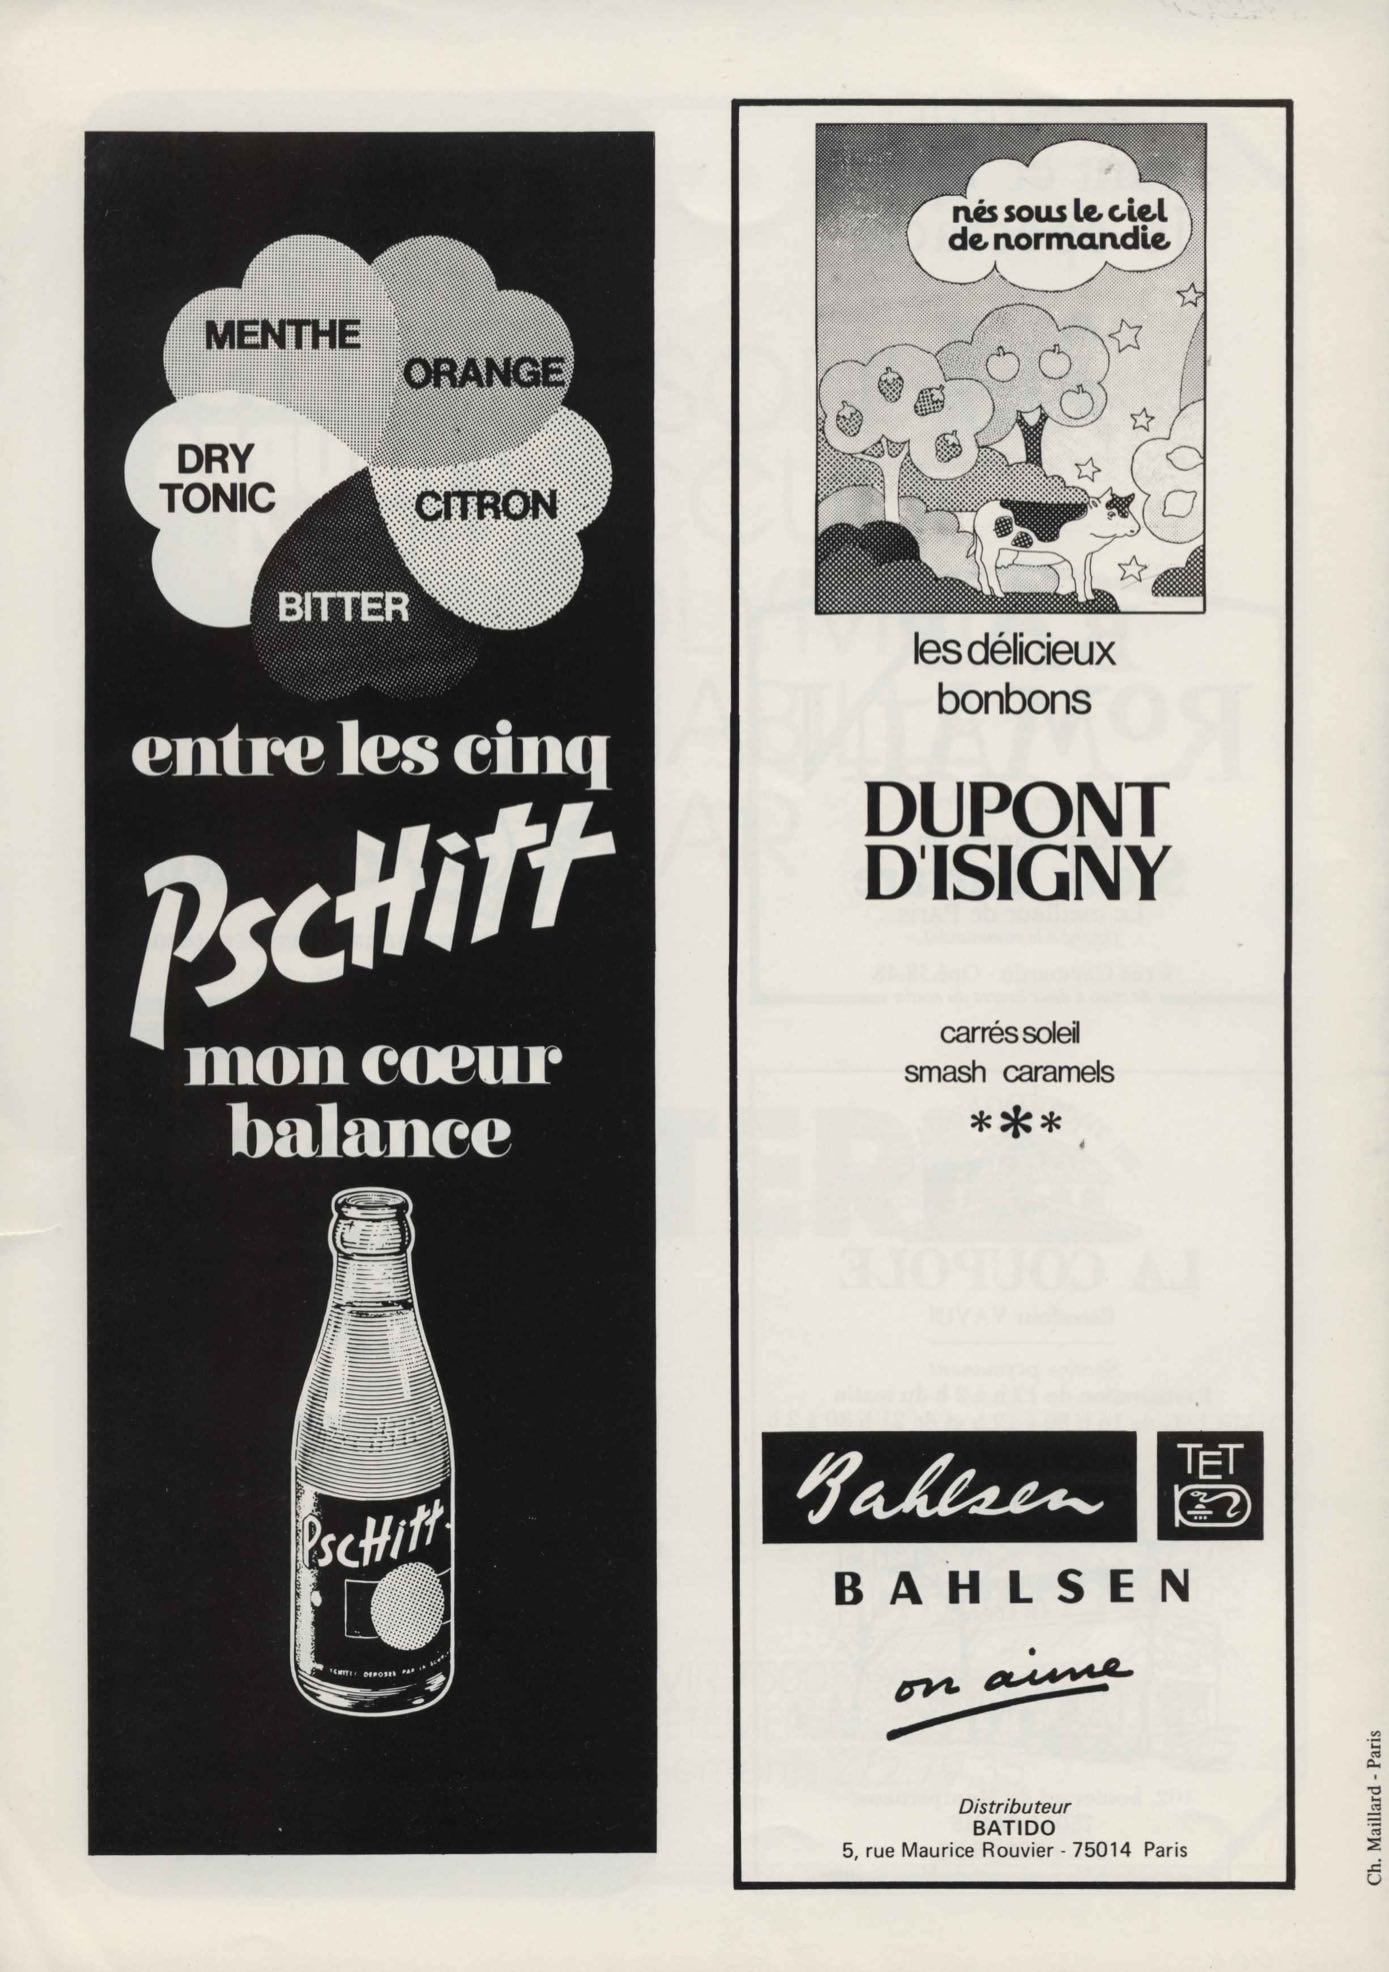 MENTHE
ORANGE
DRY
TONIC
CITRON
BITTER
entre les cinq
Pschitt
mon cœur
balance
Pschitt
nés sous le ciel
de normandie
les délicieux
bonbons
DUPONT
D'ISIGNY
carrés soleil
smash caramels
***
Bahlsen
TET
BAHLSEN
on aime
Distributeur
BATIDO
5, rue Maurice Rouvier - 75014 Paris
Ch. Maillard - Paris